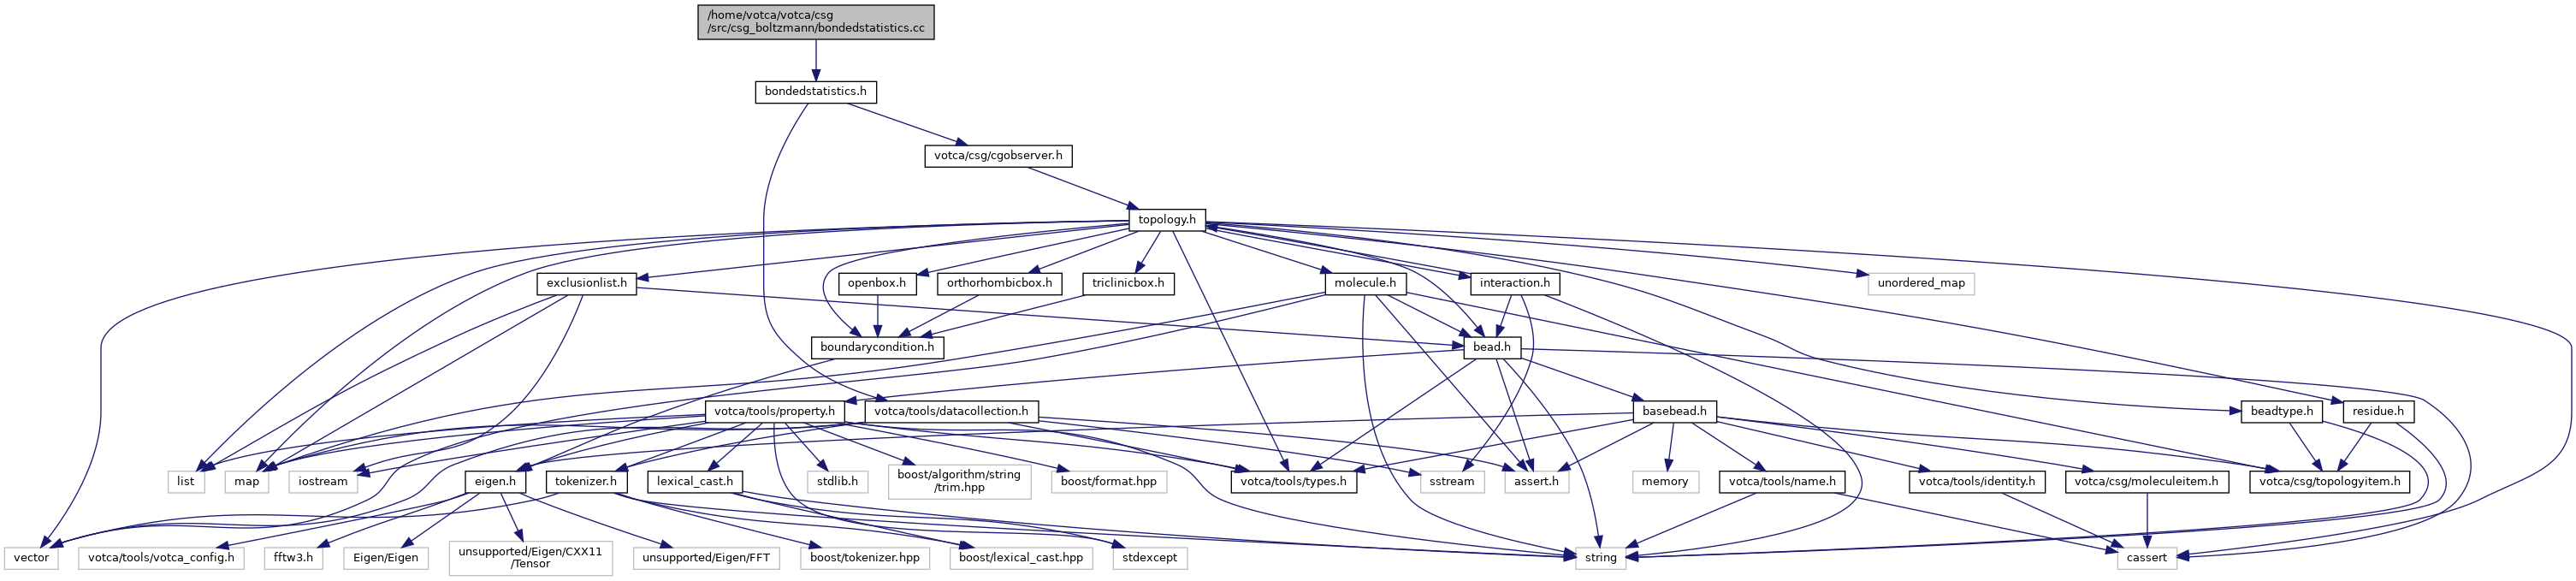 /home/votca/votca/csg
/src/csg_boltzmann/bondedstatistics.cc
bondedstatistics.h
votca/csg/cgobserver.h
topology.h
exclusionlist.h
openbox.h
orthorhombicbox.h
triclinicbox.h
molecule.h
interaction.h
unordered_map
boundarycondition.h
bead.h
votca/tools/property.h
votca/tools/datacollection.h
basebead.h
beadtype.h
residue.h
list
map
iostream
eigen.h
tokenizer.h
lexical_cast.h
stdlib.h
boost/algorithm/string
/trim.hpp
boost/format.hpp
votca/tools/types.h
sstream
assert.h
memory
votca/tools/name.h
votca/tools/identity.h
votca/csg/moleculeitem.h
votca/csg/topologyitem.h
vector
votca/tools/votca_config.h
fftw3.h
Eigen/Eigen
unsupported/Eigen/CXX11
/Tensor
unsupported/Eigen/FFT
boost/tokenizer.hpp
boost/lexical_cast.hpp
stdexcept
string
cassert